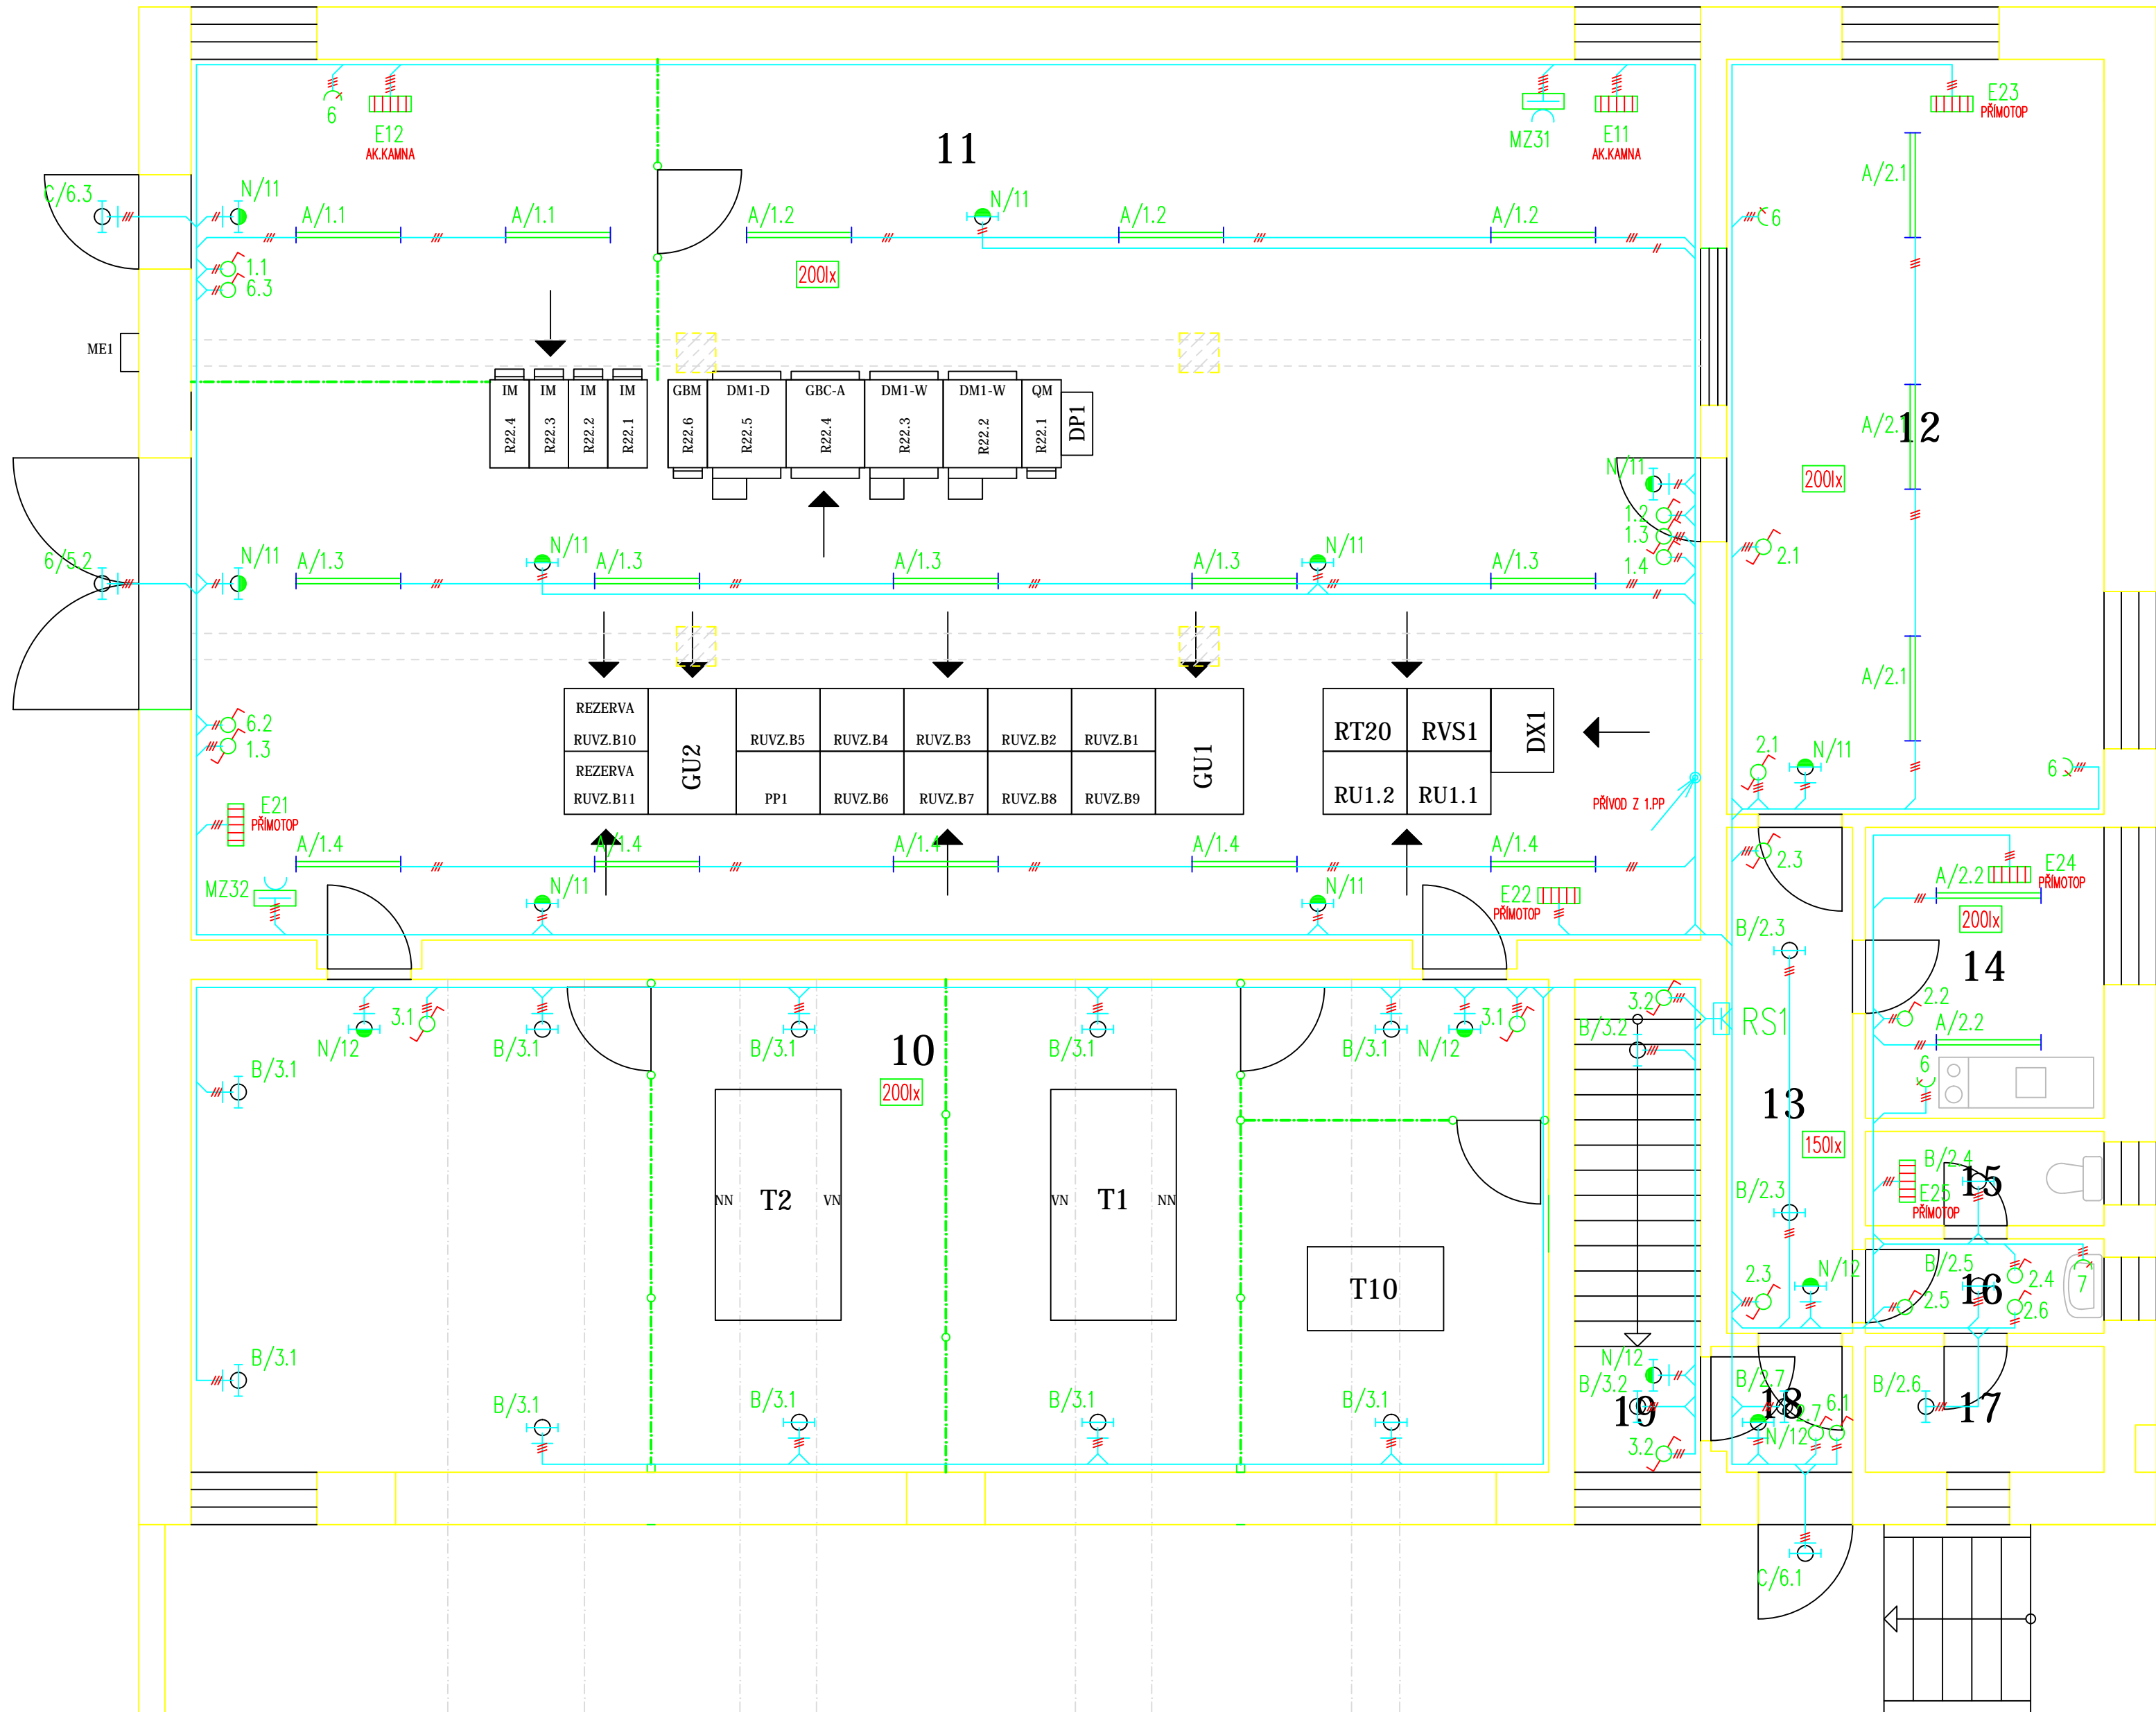 6
E12
AK.KAMNA
11
MZ31
E11
AK.KAMNA
E23
PŘÍMOTOP
C/6.3
N/11
A/1.1
A/1.1
A/1.2
N/11
A/1.2
A/1.2
A/2.1
6
1.1
6.3
200lx
ME1
IM
IM
IM
IM
R22.4
R22.3
R22.2
R22.1
GBM
DM1-D
GBC-A
DM1-W
DM1-W
QM
R22.6
R22.5
R22.4
R22.3
R22.2
R22.1
DP1
A/2.1
12
200lx
N/11
1.2
1.3
1.4
2.1
6/5.2
N/11
A/1.3
N/11
A/1.3
A/1.3
A/1.3
N/11
A/1.3
6.2
1.3
REZERVA
RUVZ.B10
REZERVA
RUVZ.B11
GU2
RUVZ.B5
RUVZ.B4
RUVZ.B3
RUVZ.B2
RUVZ.B1
PP1
RUVZ.B6
RUVZ.B7
RUVZ.B8
RUVZ.B9
GU1
RT20
RVS1
DX1
RU1.2
RU1.1
PŘÍVOD Z 1.PP
A/2.1
2.1
N/11
6
E21
PŘÍMOTOP
A/1.4
A/1.4
A/1.4
A/1.4
A/1.4
MZ32
N/11
N/11
E22
PŘÍMOTOP
2.3
A/2.2
E24
PŘÍMOTOP
200lx
B/2.3
14
3.1
N/12
B/3.1
B/3.1
10
B/3.1
B/3.1
N/12
3.1
3.2
B/3.2
RS1
2.2
A/2.2
6
B/3.1
200lx
13
150lx
NN
T2
VN
VN
T1
NN
T10
B/2.4
15
E25
PŘÍMOTOP
B/2.3
2.3
N/12
B/2.5
16
2.4
2.5
2.6
7
B/3.1
B/3.1
B/3.1
B/3.1
B/3.1
N/12
B/3.2
19
3.2
B/2.7
18
2.7
6.1
N/12
B/2.6
17
C/6.1